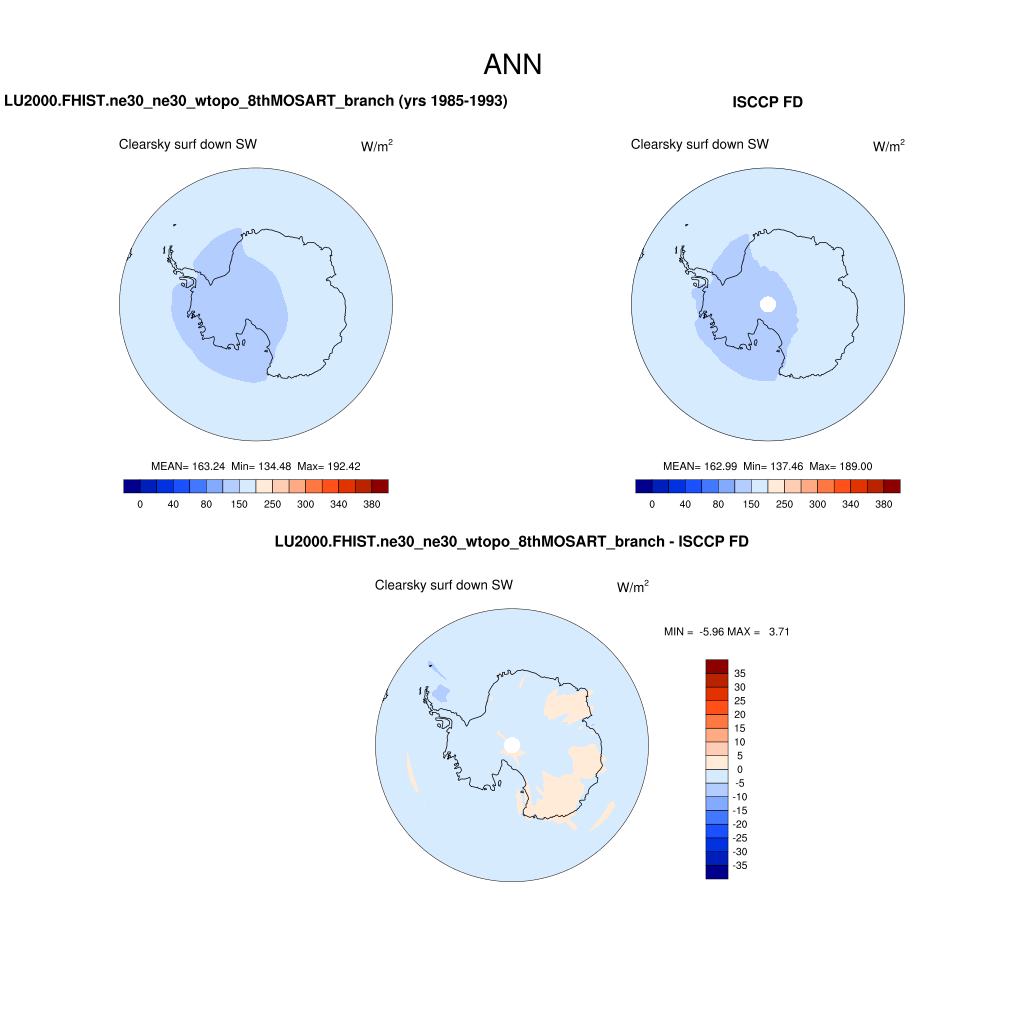 ANN
LU2000.FHIST.ne30_ne30_wtopo_8thMOSART_branch (yrs 1985-1993)
ISCCP FD
Clearsky surf down SW
W/m²
Clearsky surf down SW
W/m²
MEAN= 163.24 Min= 134.48 Max= 192.42
MEAN= 162.99 Min= 137.46 Max= 189.00
0 40 80 150 250 300 340 380
0 40 80 150 250 300 340 380
LU2000.FHIST.ne30_ne30_wtopo_8thMOSART_branch - ISCCP FD
Clearsky surf down SW
W/m²
MIN = -5.96 MAX = 3.71
35
30
25
20
15
10
5
0
-5
-10
-15
-20
-25
-30
-35